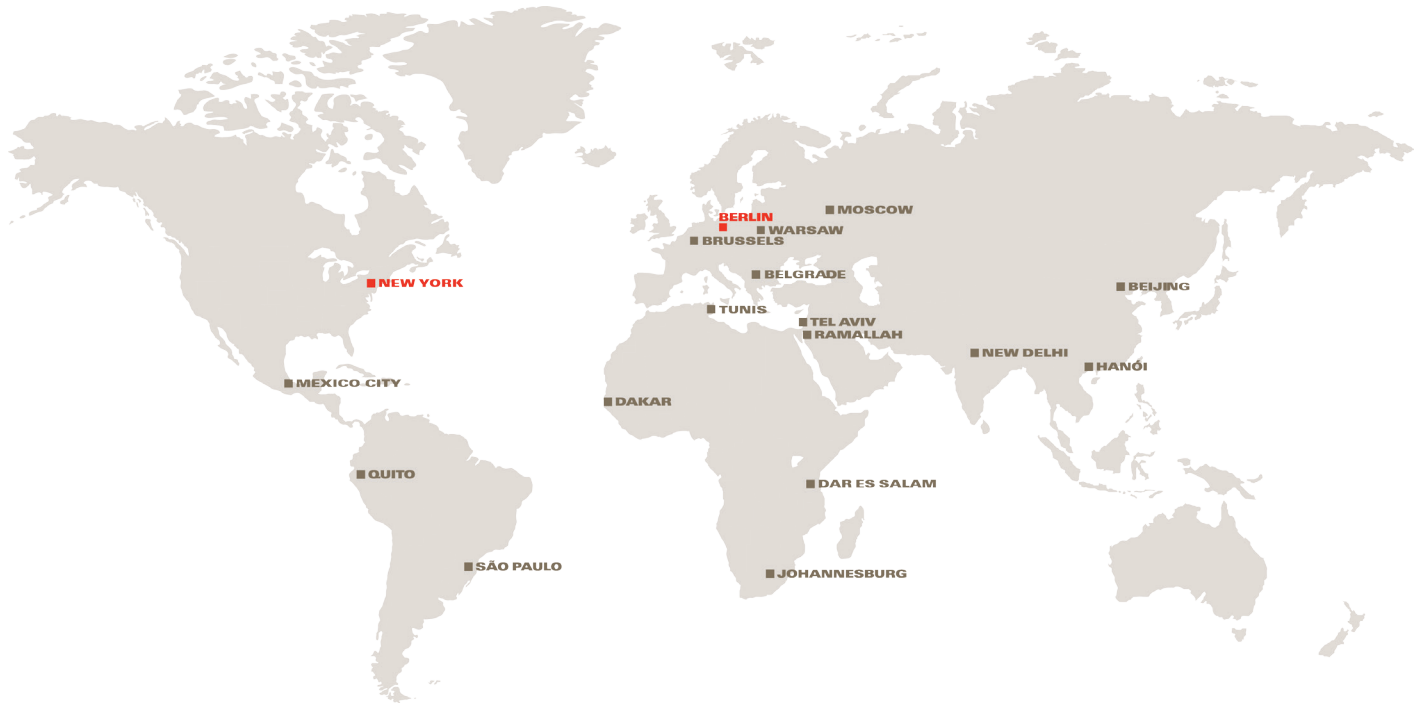 MOSCOW
BERLIN
WARSAW
BRUSSELS
BELGRADE
NEW YORK
BEIJING
TUNIS
TEL AVIV
RAMALLAH
NEW DELHI
HANÓI
MEXICO CITY
DAKAR
QUITO
DAR ES SALAM
SÃO PAULO
JOHANNESBURG